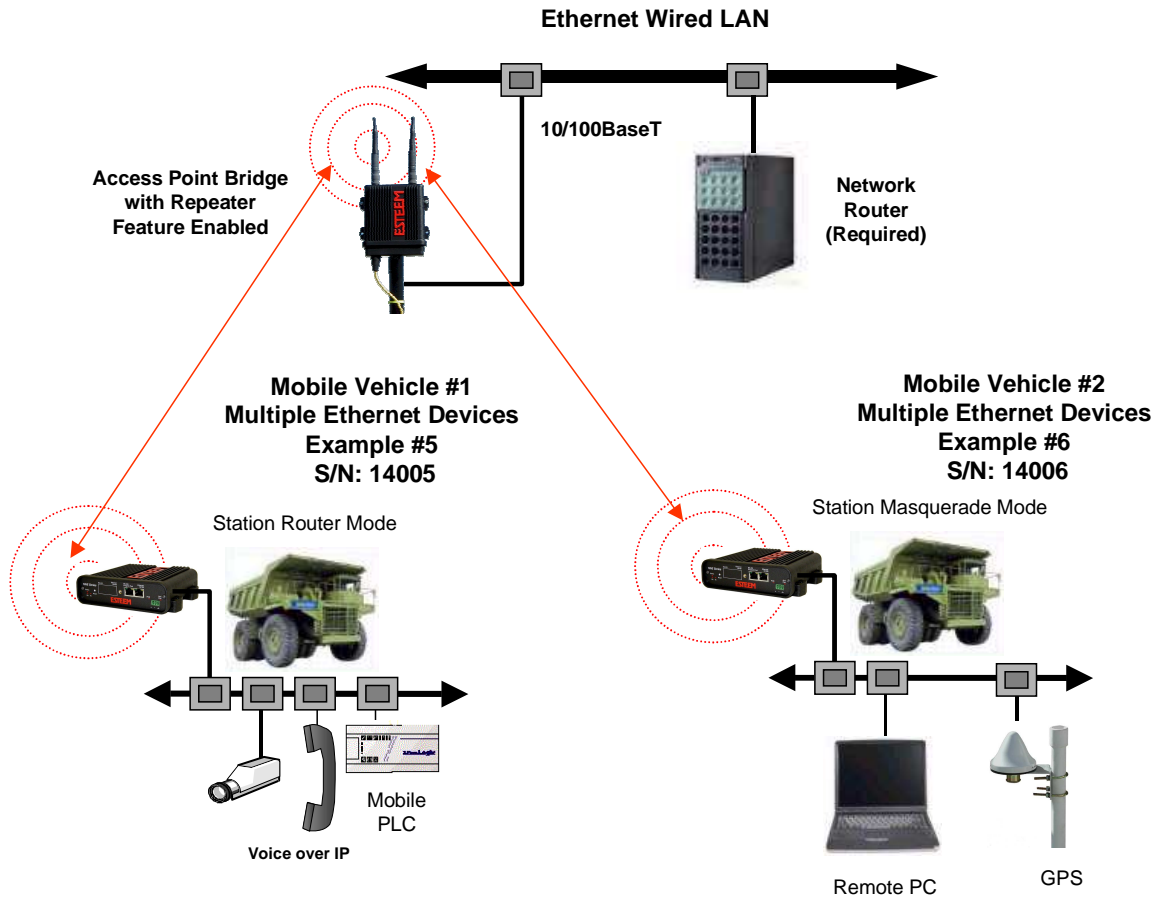 Ethernet Wired LAN
10/100BaseT
Access Point Bridge
with Repeater
Feature Enabled
ESTEEM
Network
Router
(Required)
Mobile Vehicle #1
Multiple Ethernet Devices
Example #5
S/N: 14005
Mobile Vehicle #2
Multiple Ethernet Devices
Example #6
S/N: 14006
Station Router Mode
Station Masquerade Mode
ESTEEM
ESTEEM
Mobile
PLC
Voice over IP
Remote PC
GPS